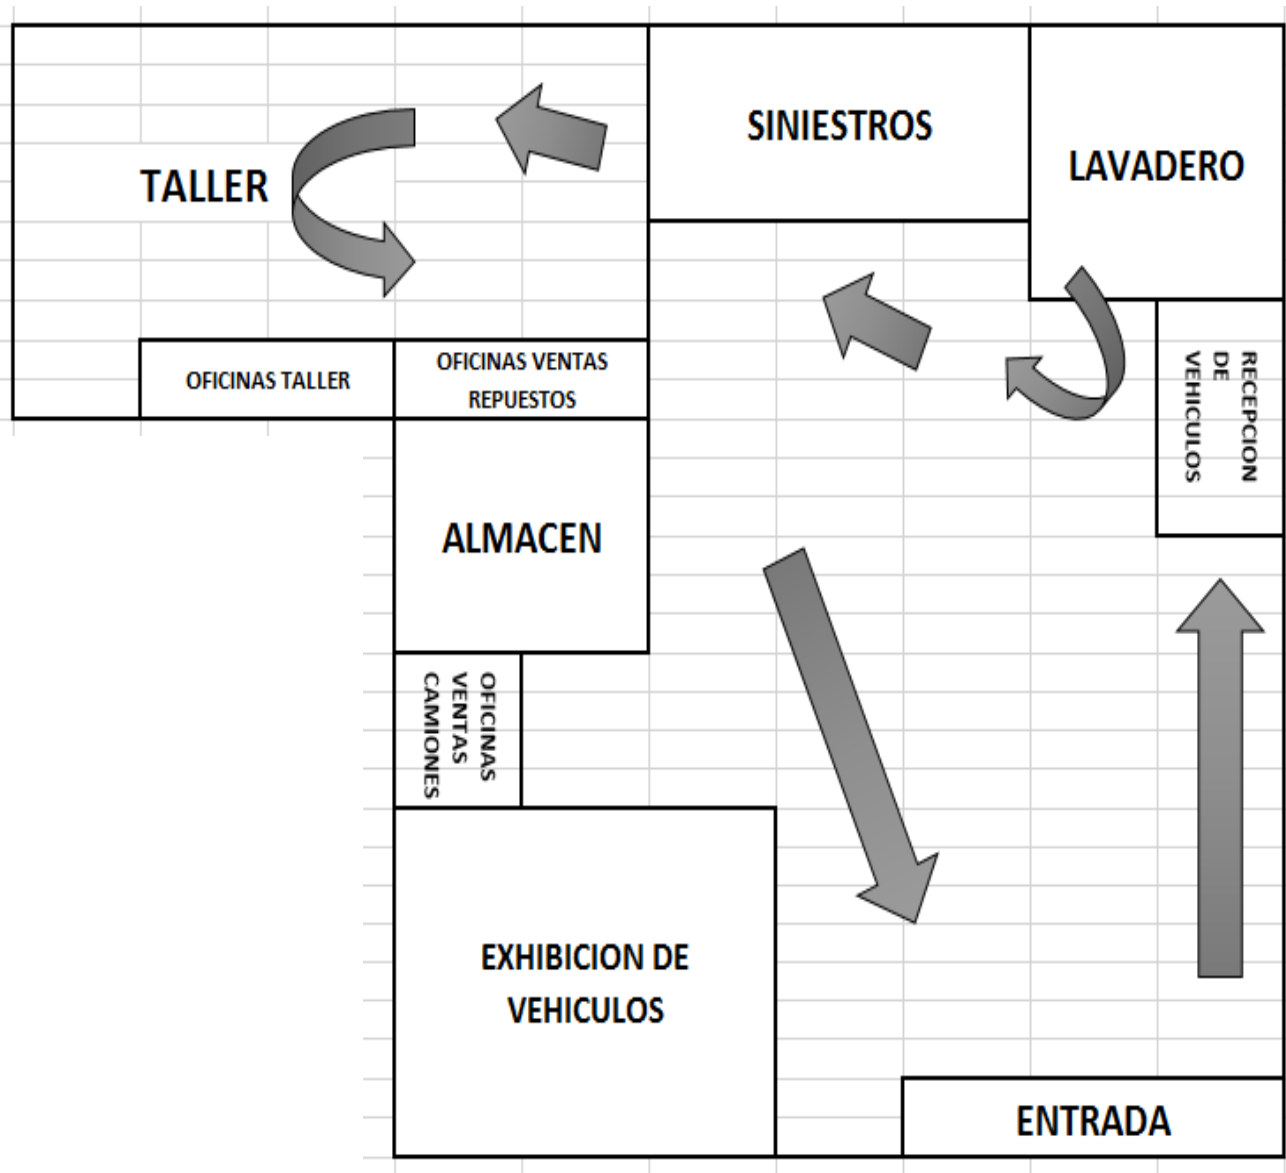 SINIESTROS
LAVADERO
TALLER
OFICINAS TALLER
OFICINAS VENTAS
REPUESTOS
RECEPCION
DE
VEHICULOS
ALMACEN
OFICINAS
VENTAS
CAMIONES
EXHIBICION DE
VEHICULOS
ENTRADA